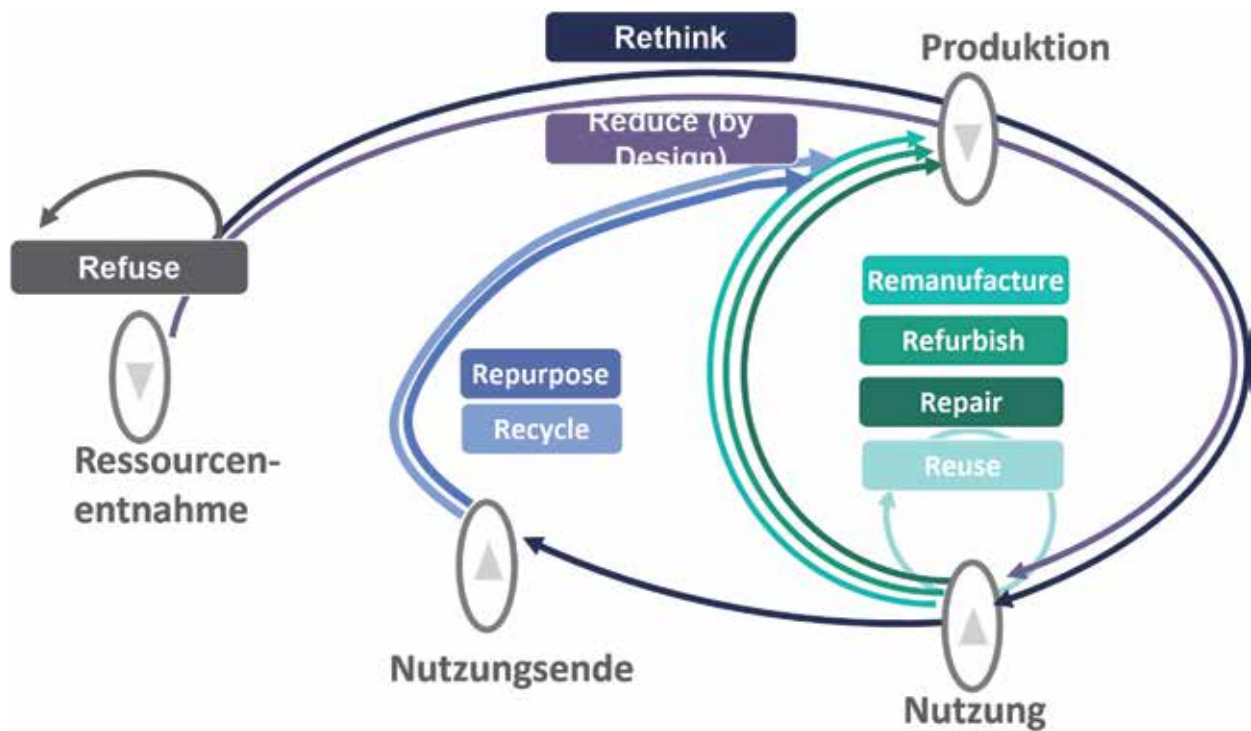 Rethink
Produktion
Reduce (by
Design)
Refuse
Remanufacture
Refurbish
Repurpose
Repair
Recycle
Reuse
Ressourcen-
entnahme
Nutzungsende
Nutzung